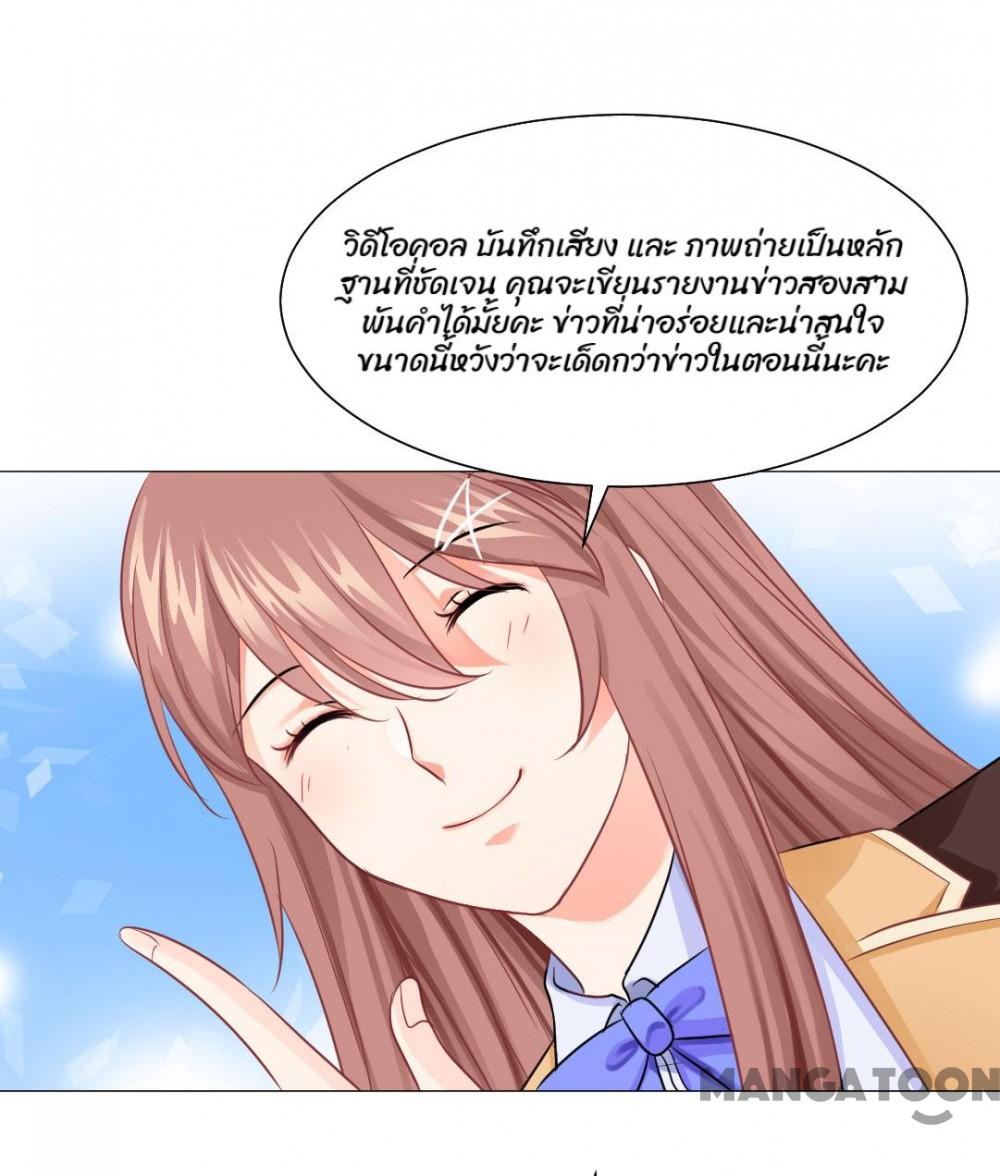 วิดีโอคอล บันทึกเสียง และ ภาพถ่ายเป็นหลัก
ฐานที่ชัดเจน คุณจะเขียนรายงานข่าวสองสาม
พันคำได้มั้ยคะ ข่าวที่น่าอร่อยและน่าสนใจ
ขนาดนี้หวังว่าจะเด็ดกว่าข่าวในตอนนี้นะคะ
MANGATOON